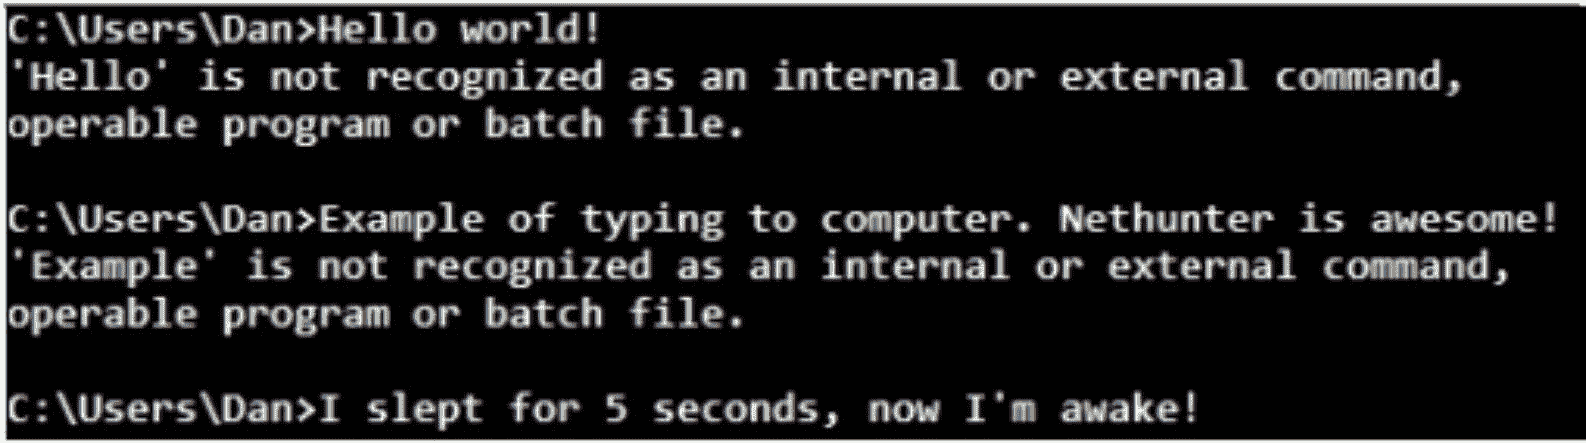 C:\Users\Dan>Hello world!
'Hello' is not recognized as an internal or external command,
operable program or batch file.
C:\Users\Dan>Example of typing to computer. Nethunter is awesome!
'Example' is not recognized as an internal or external command,
operable program or batch file.
C:\Users\Dan>I slept for 5 seconds, now I'm awake!